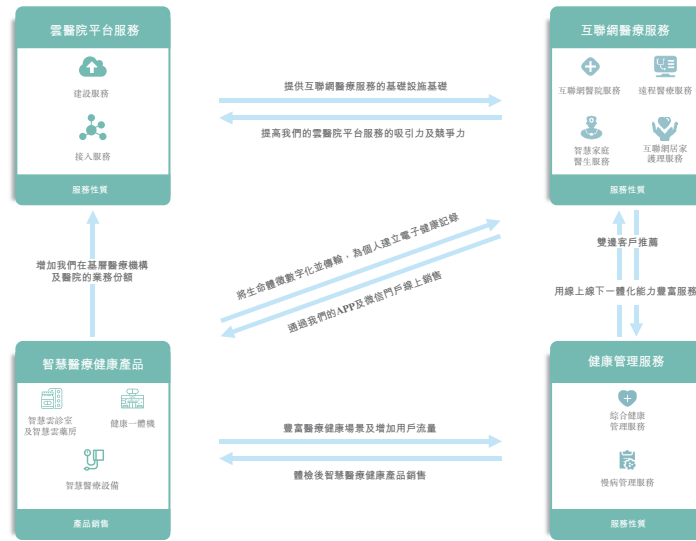 雲醫院平台服務
建設服務
接入服務
服務性質
提供互聯網醫療服務的基礎設施基礎
提高我們的雲醫院平台服務的吸引力及競爭力
互聯網醫療服務
互聯網醫院服務
遠程醫療服務
智慧家庭
醫生服務
互聯網居家
護理服務
服務性質
增加我們在基層醫療機構
及醫院的業務份額
將生命體徵數字化並傳輸，為個人建立電子健康記錄
通過我們的APP及微信門戶線上銷售
雙邊客戶推薦
用線上線下一體化能力豐富服務
智慧醫療健康產品
智慧雲診室
及智慧雲藥房
健康一體機
智慧醫療設備
產品銷售
豐富醫療健康場景及增加用戶流量
體檢後智慧醫療健康產品銷售
健康管理服務
綜合健康
管理服務
慢病管理服務
服務性質